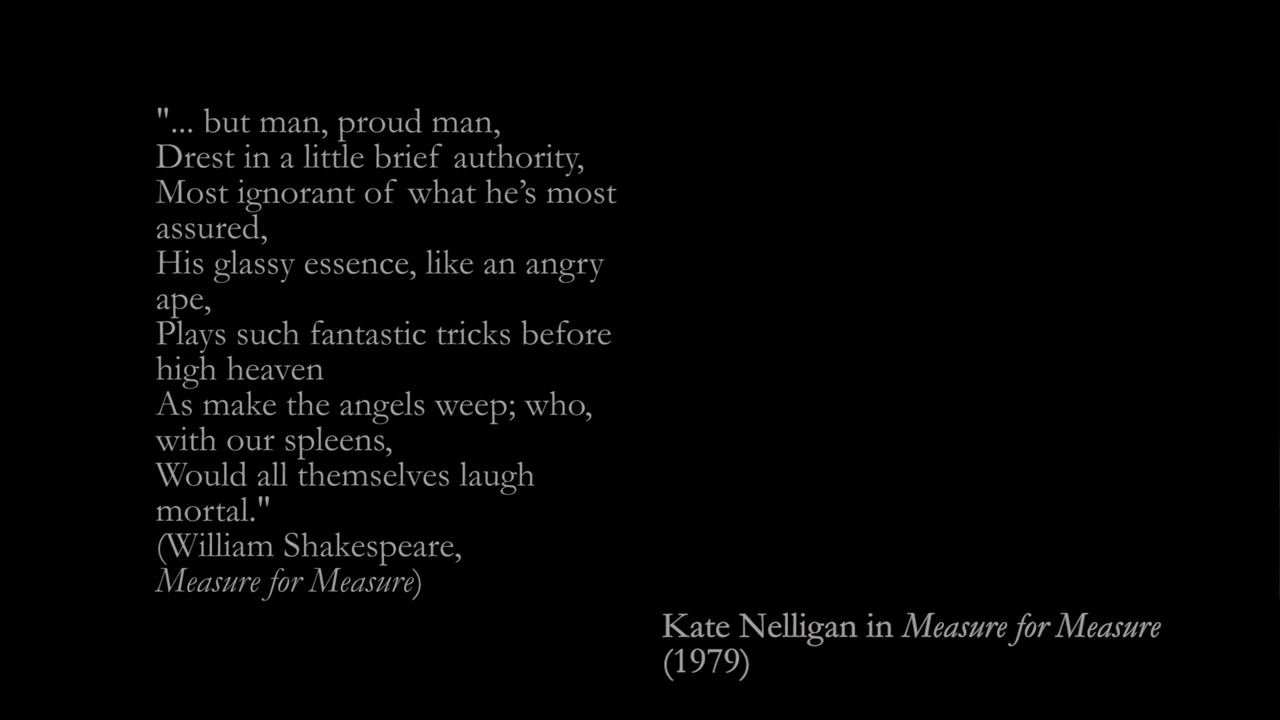 "... but man, proud man,
Drest in a little brief authority,
Most ignorant of what he’s most
assured,
His glassy essence, like an angry
ape,
Plays such fantastic tricks before
high heaven
As make the angels weep; who,
with our spleens,
Would all themselves laugh
mortal."
(William Shakespeare,
Measure for Measure)
Kate Nelligan in Measure for Measure
(1979)